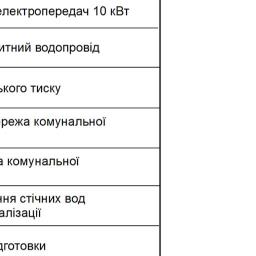 електропередач 10 кВт
итний водопровід
ького тиску
режа комунальної
а комунальної
ння стічних вод
алізації
дготовки